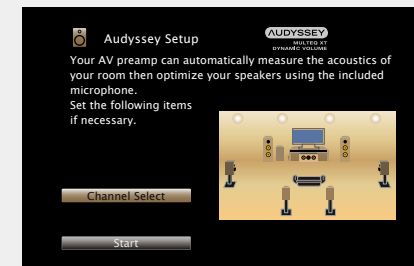 Audyssey Setup
AUDYSSEY
MULTEQ XT
DYNAMIC VOLUME
Your AV preamp can automatically measure the acoustics of
your room then optimize your speakers using the included
microphone.
Set the following items
if necessary.
Channel Select
Start